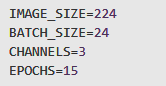 IMAGE_SIZE=224
BATCH_SIZE=24
CHANNELS=3
EPOCHS=15